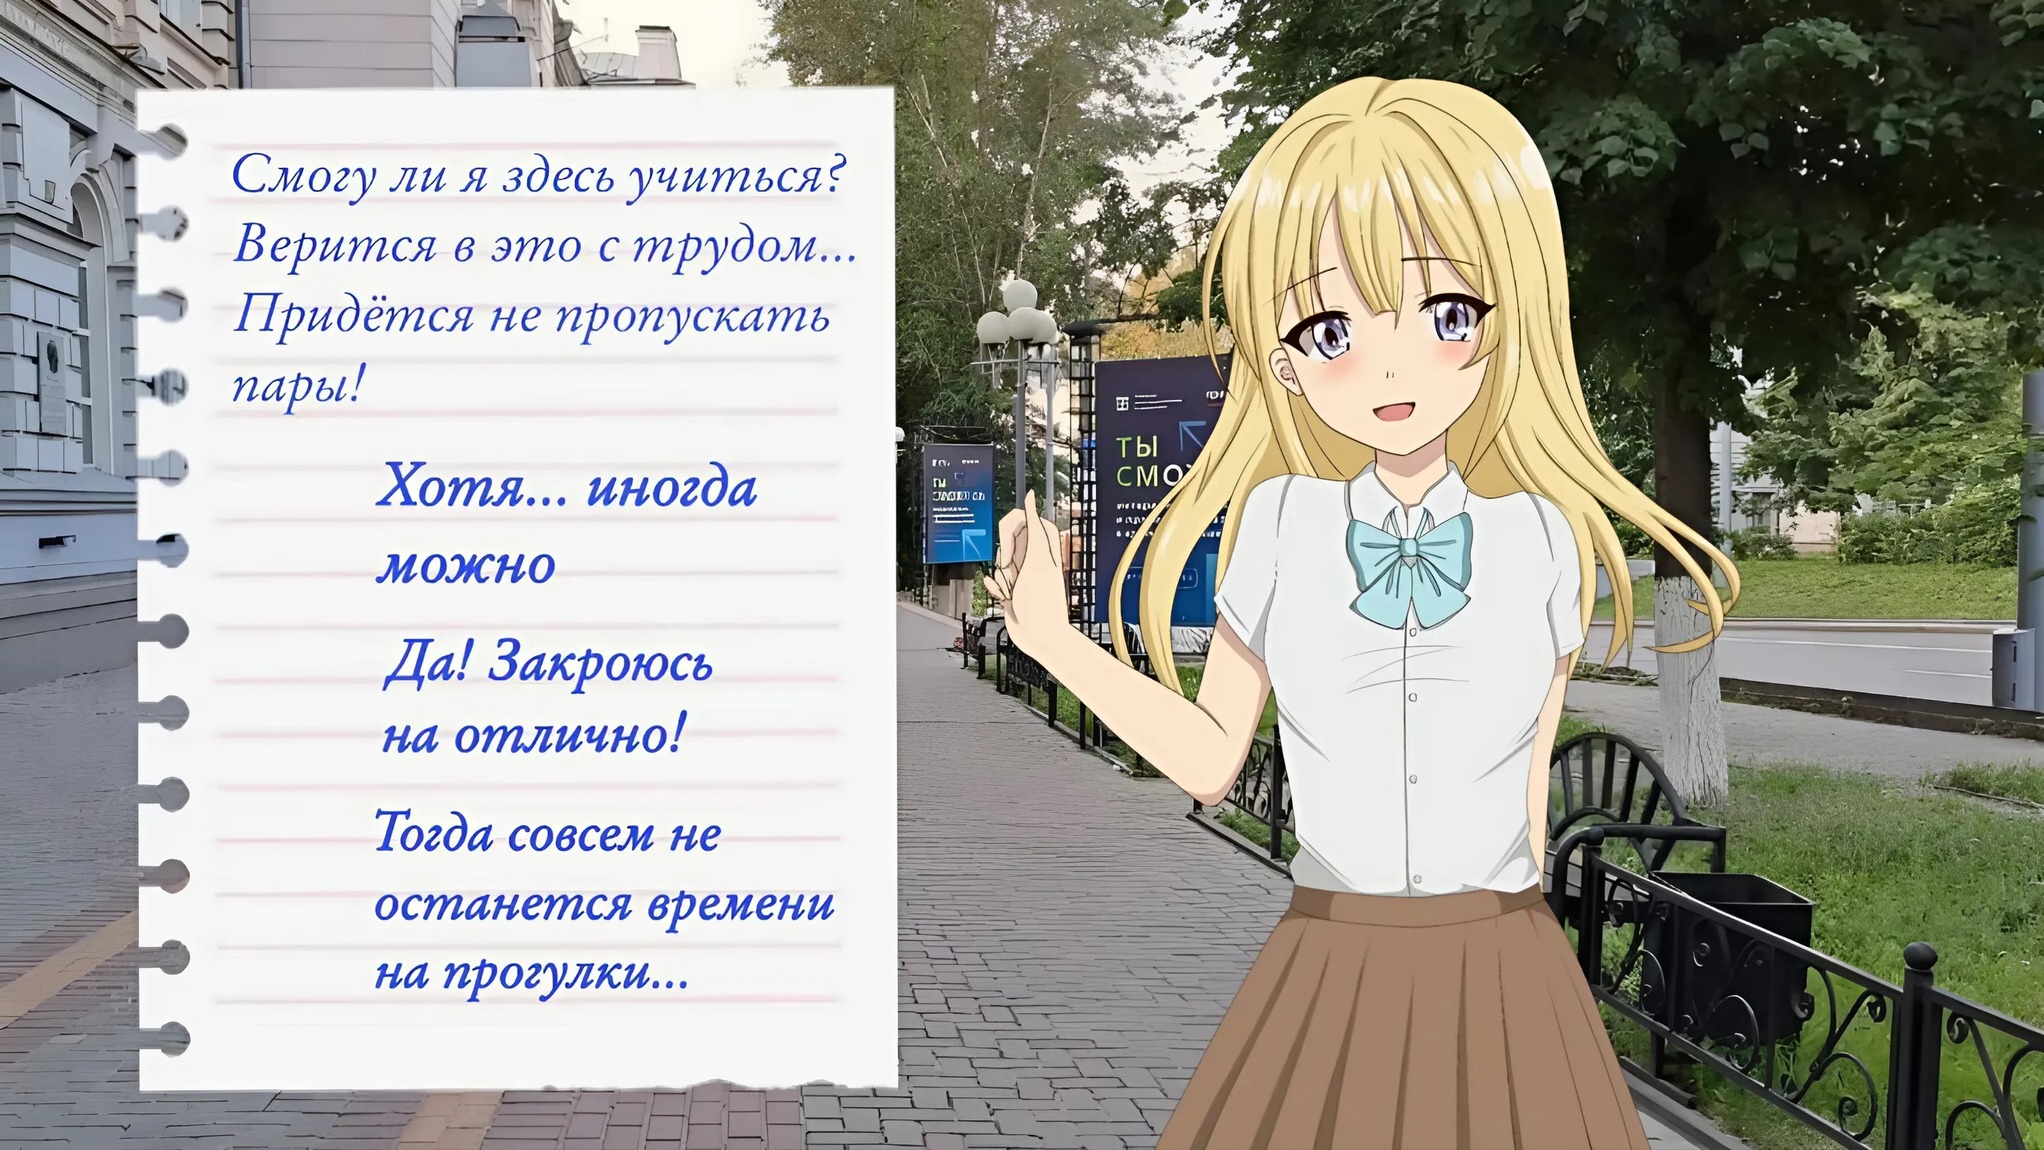 Смогу ли я здесь учиться?
Верится в это с трудом...
Придётся не пропускать
пары!
Хотя... иногда
можно
Да! Закроюсь
на отлично!
Тогда совсем не
останется времени
на прогулки...
ТЫ